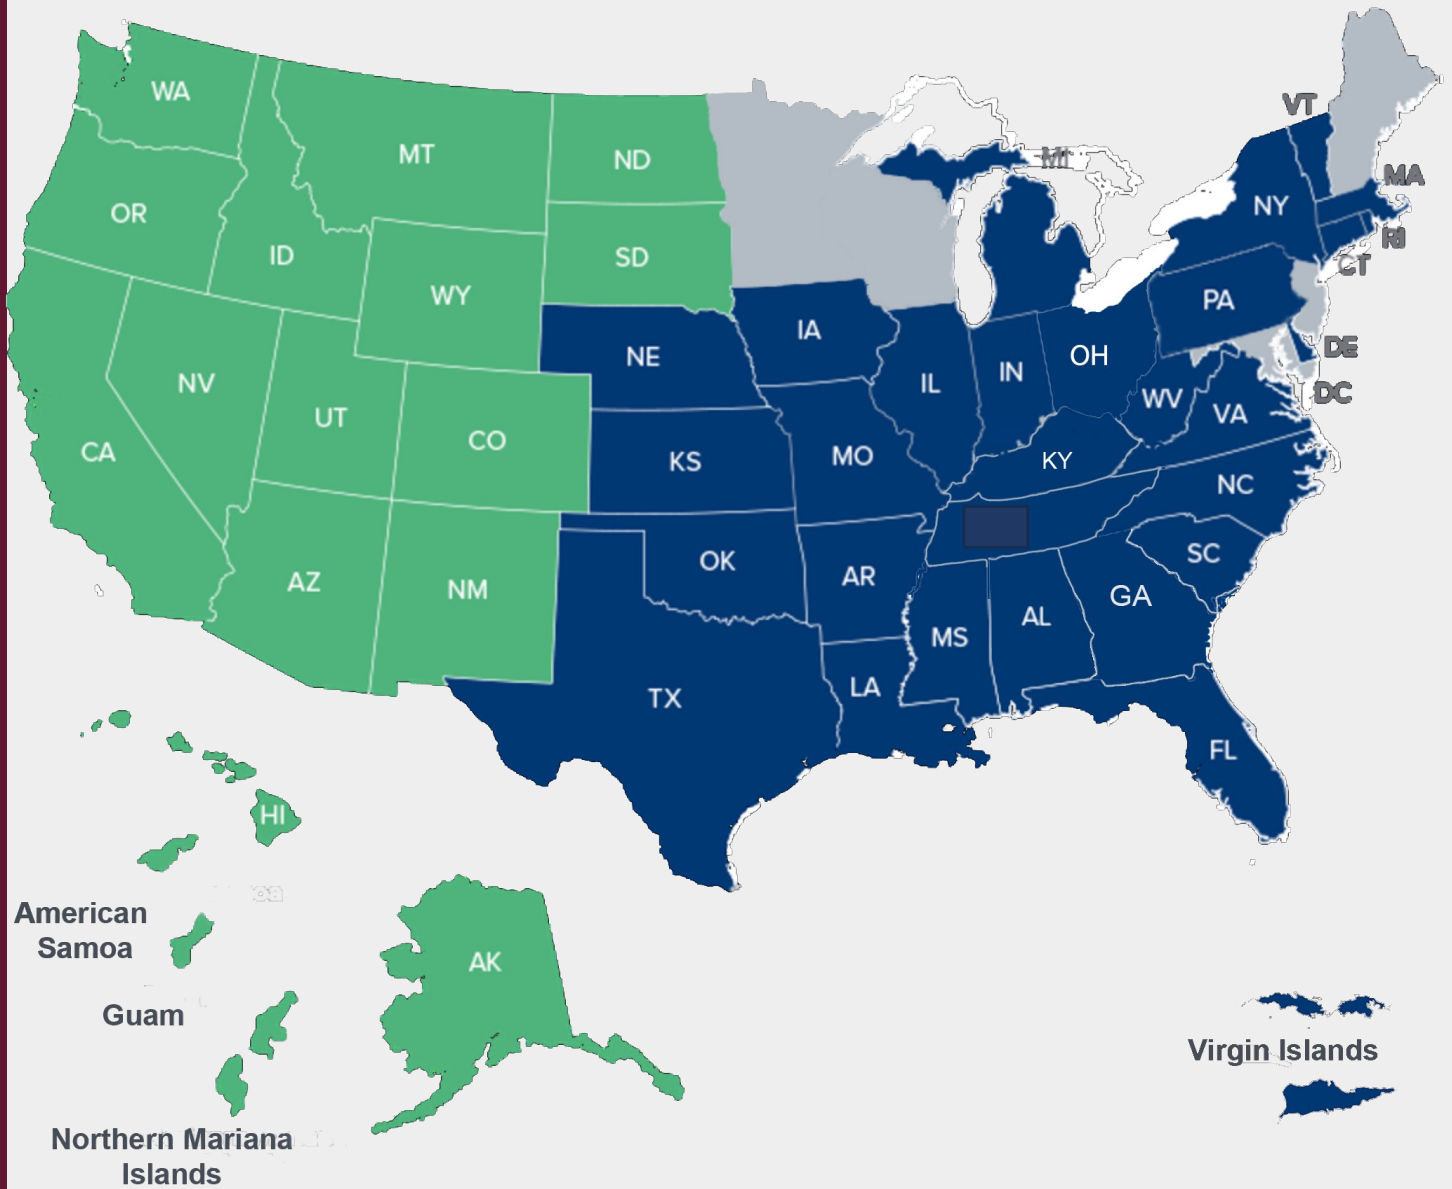 WA
MT
ND
VT
MI
MA
OR
NY
RI
ID
SD
CT
WY
PA
IA
NE
OH
DE
NV
IL
IN
DC
UT
WV
VA
CA
CO
KS
MO
KY
NC
OK
SC
AZ
NM
AR
GA
AL
MS
TX
LA
FL
HI
American
Samoa
AK
Guam
Virgin Islands
Northern Mariana
Islands